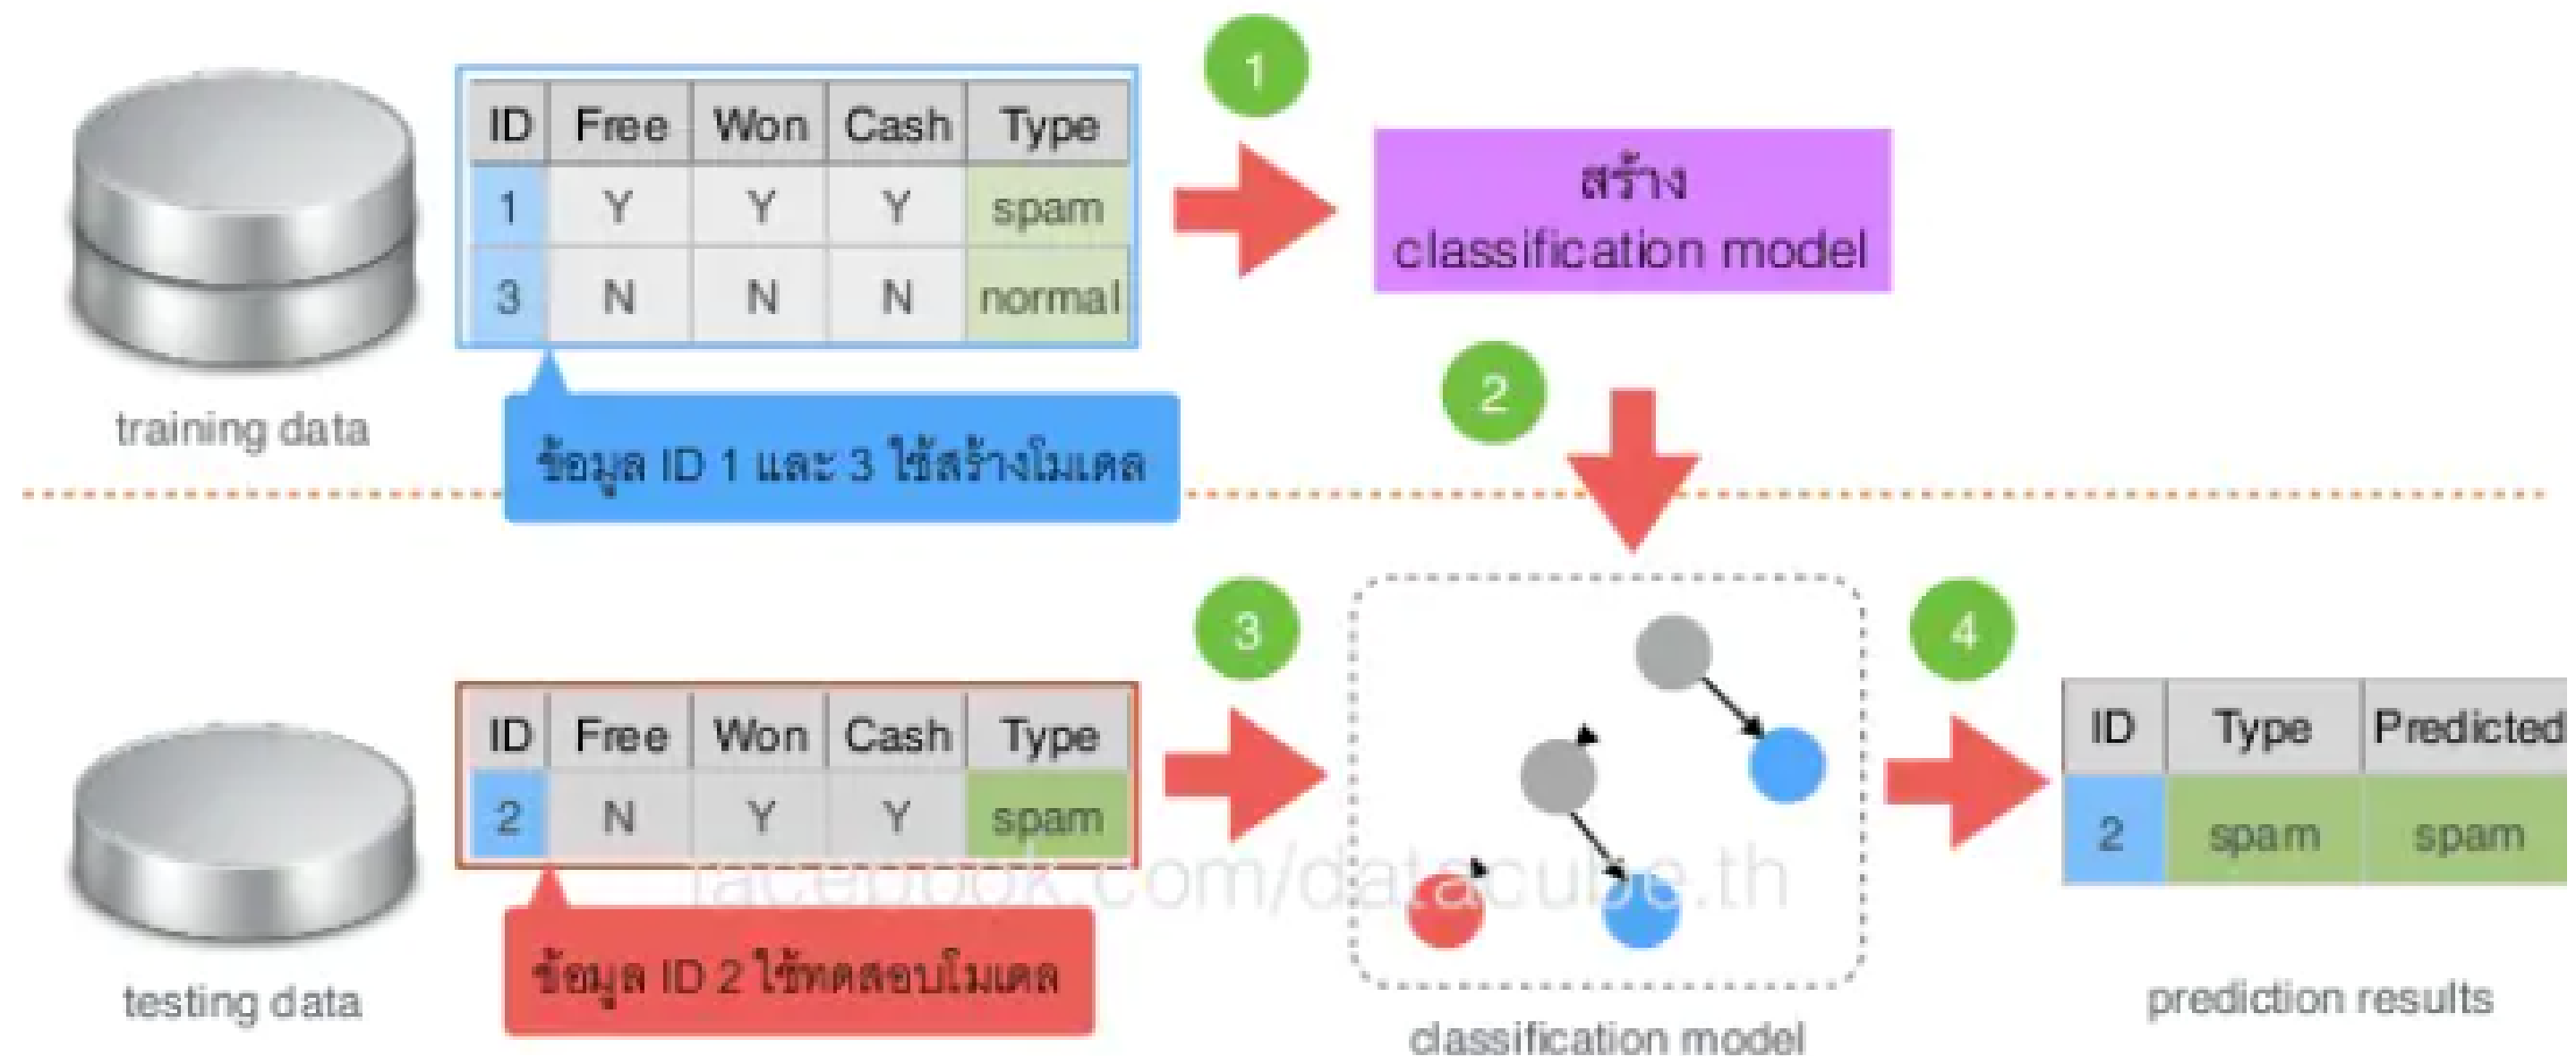 1
ID Free Won Cash Type
1 Y Y Y spam
3 N N N normal
สร้าง
classification model
training data
ข้อมูล ID 1 และ 3 ใช้สร้างโมเดล
2
3
4
ID Free Won Cash Type
2 N Y Y spam
ID Type Predicted
2 spam spam
facebook.com/datacube.th
testing data
ข้อมูล ID 2 ใช้ทดสอบโมเดล
classification model
prediction results